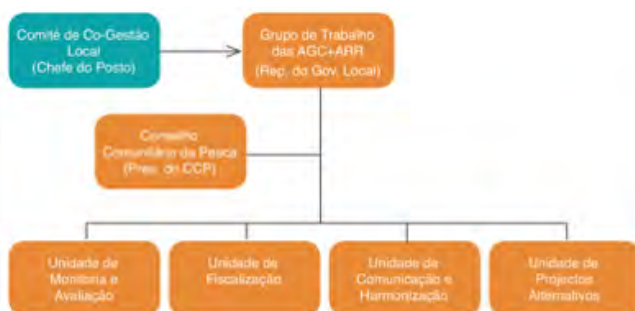 Comité de Co-Gestão
Local
(Chefe do Posto)
Grupo de Trabalho
das AGC+ARR
(Rep. do Gov. Local)
Conselho
Comunitário da Pesca
(Pres. do CCP)
Unidade de
Monitoria e
Avaliação
Unidade de
Fiscalização
Unidade de
Comunicação e
Harmonização
Unidade de
Projectos
Alternativos